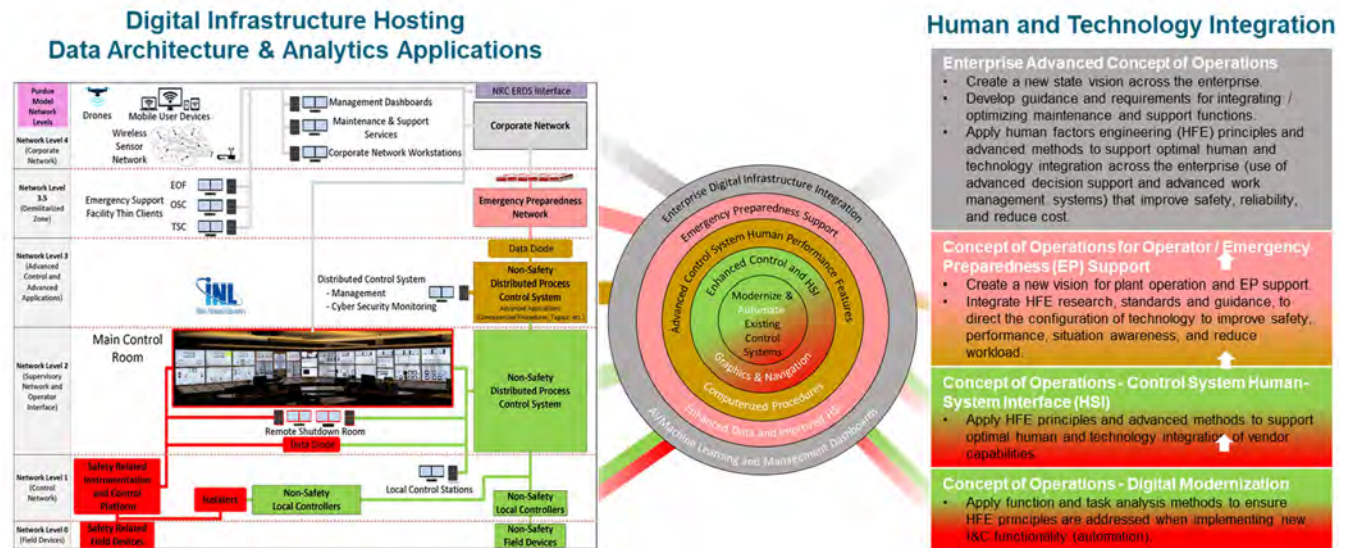 Digital Infrastructure Hosting
Data Architecture & Analytics Applications
Purdue
Model
Network
Levels
Network Level 4
(Corporate
Network)
Network Level
3.5
(Demilitarized
Zone)
Network Level 3
(Advanced
Control and
Advanced
Applications)
Network Level 2
(Supervisory
Network and
Operator
Interface)
Network Level 1
(Control
Network)
Network Level 0
(Field Devices)
Drones
Mobile User Devices
Wireless
Sensor
Network
Management Dashboards
Maintenance & Support
Services
Corporate Network Workstations
NRC ERDS Interface
Corporate Network
EOF
Emergency Support
Facility Thin Clients
OSC
TSC
Emergency Preparedness
Network
Data Diode
INL
Distributed Control System
- Management
- Cyber Security Monitoring
Non-Safety
Distributed Process
Control System
Advanced Applications
(Computerized Procedures, etc.)
Main Control
Room
Non-Safety
Distributed Process
Control System
Remote Shutdown Room
Data Diode
Safety Related
Instrumentation
and Control
Platform
Isolators
Non-Safety
Local Controllers
Local Control Stations
Non-Safety
Local Controllers
Safety Related
Field Devices
Non-Safety
Field Devices
Enterprise Digital Infrastructure Integration
Emergency Preparedness Support
Advanced Control System Human Performance Features
Enhanced Control and HSI
Modernize &
Automate
Existing
Control
Systems
Graphics & Navigation
Computerized Procedures
Enhanced Data and Improved HSI
AI/Machine Learning and Management Dashboards
Human and Technology Integration
Enterprise Advanced Concept of Operations
• Create a new state vision across the enterprise.
• Develop guidance and requirements for integrating /
optimizing maintenance and support functions.
• Apply human factors engineering (HFE) principles and
advanced methods to support optimal human and
technology integration across the enterprise (use of
advanced decision support and advanced work
management systems) that improve safety, reliability,
and reduce cost.
Concept of Operations for Operator / Emergency
Preparedness (EP) Support
• Create a new vision for plant operation and EP support.
• Integrate HFE research, standards and guidance, to
direct the configuration of technology to improve safety,
performance, situation awareness, and reduce
workload.
Concept of Operations - Control System Human-
System Interface (HSI)
• Apply HFE principles and advanced methods to support
optimal human and technology integration of vendor
capabilities.
Concept of Operations - Digital Modernization
• Apply function and task analysis methods to ensure
HFE principles are addressed when implementing new
I&C functionality (automation).